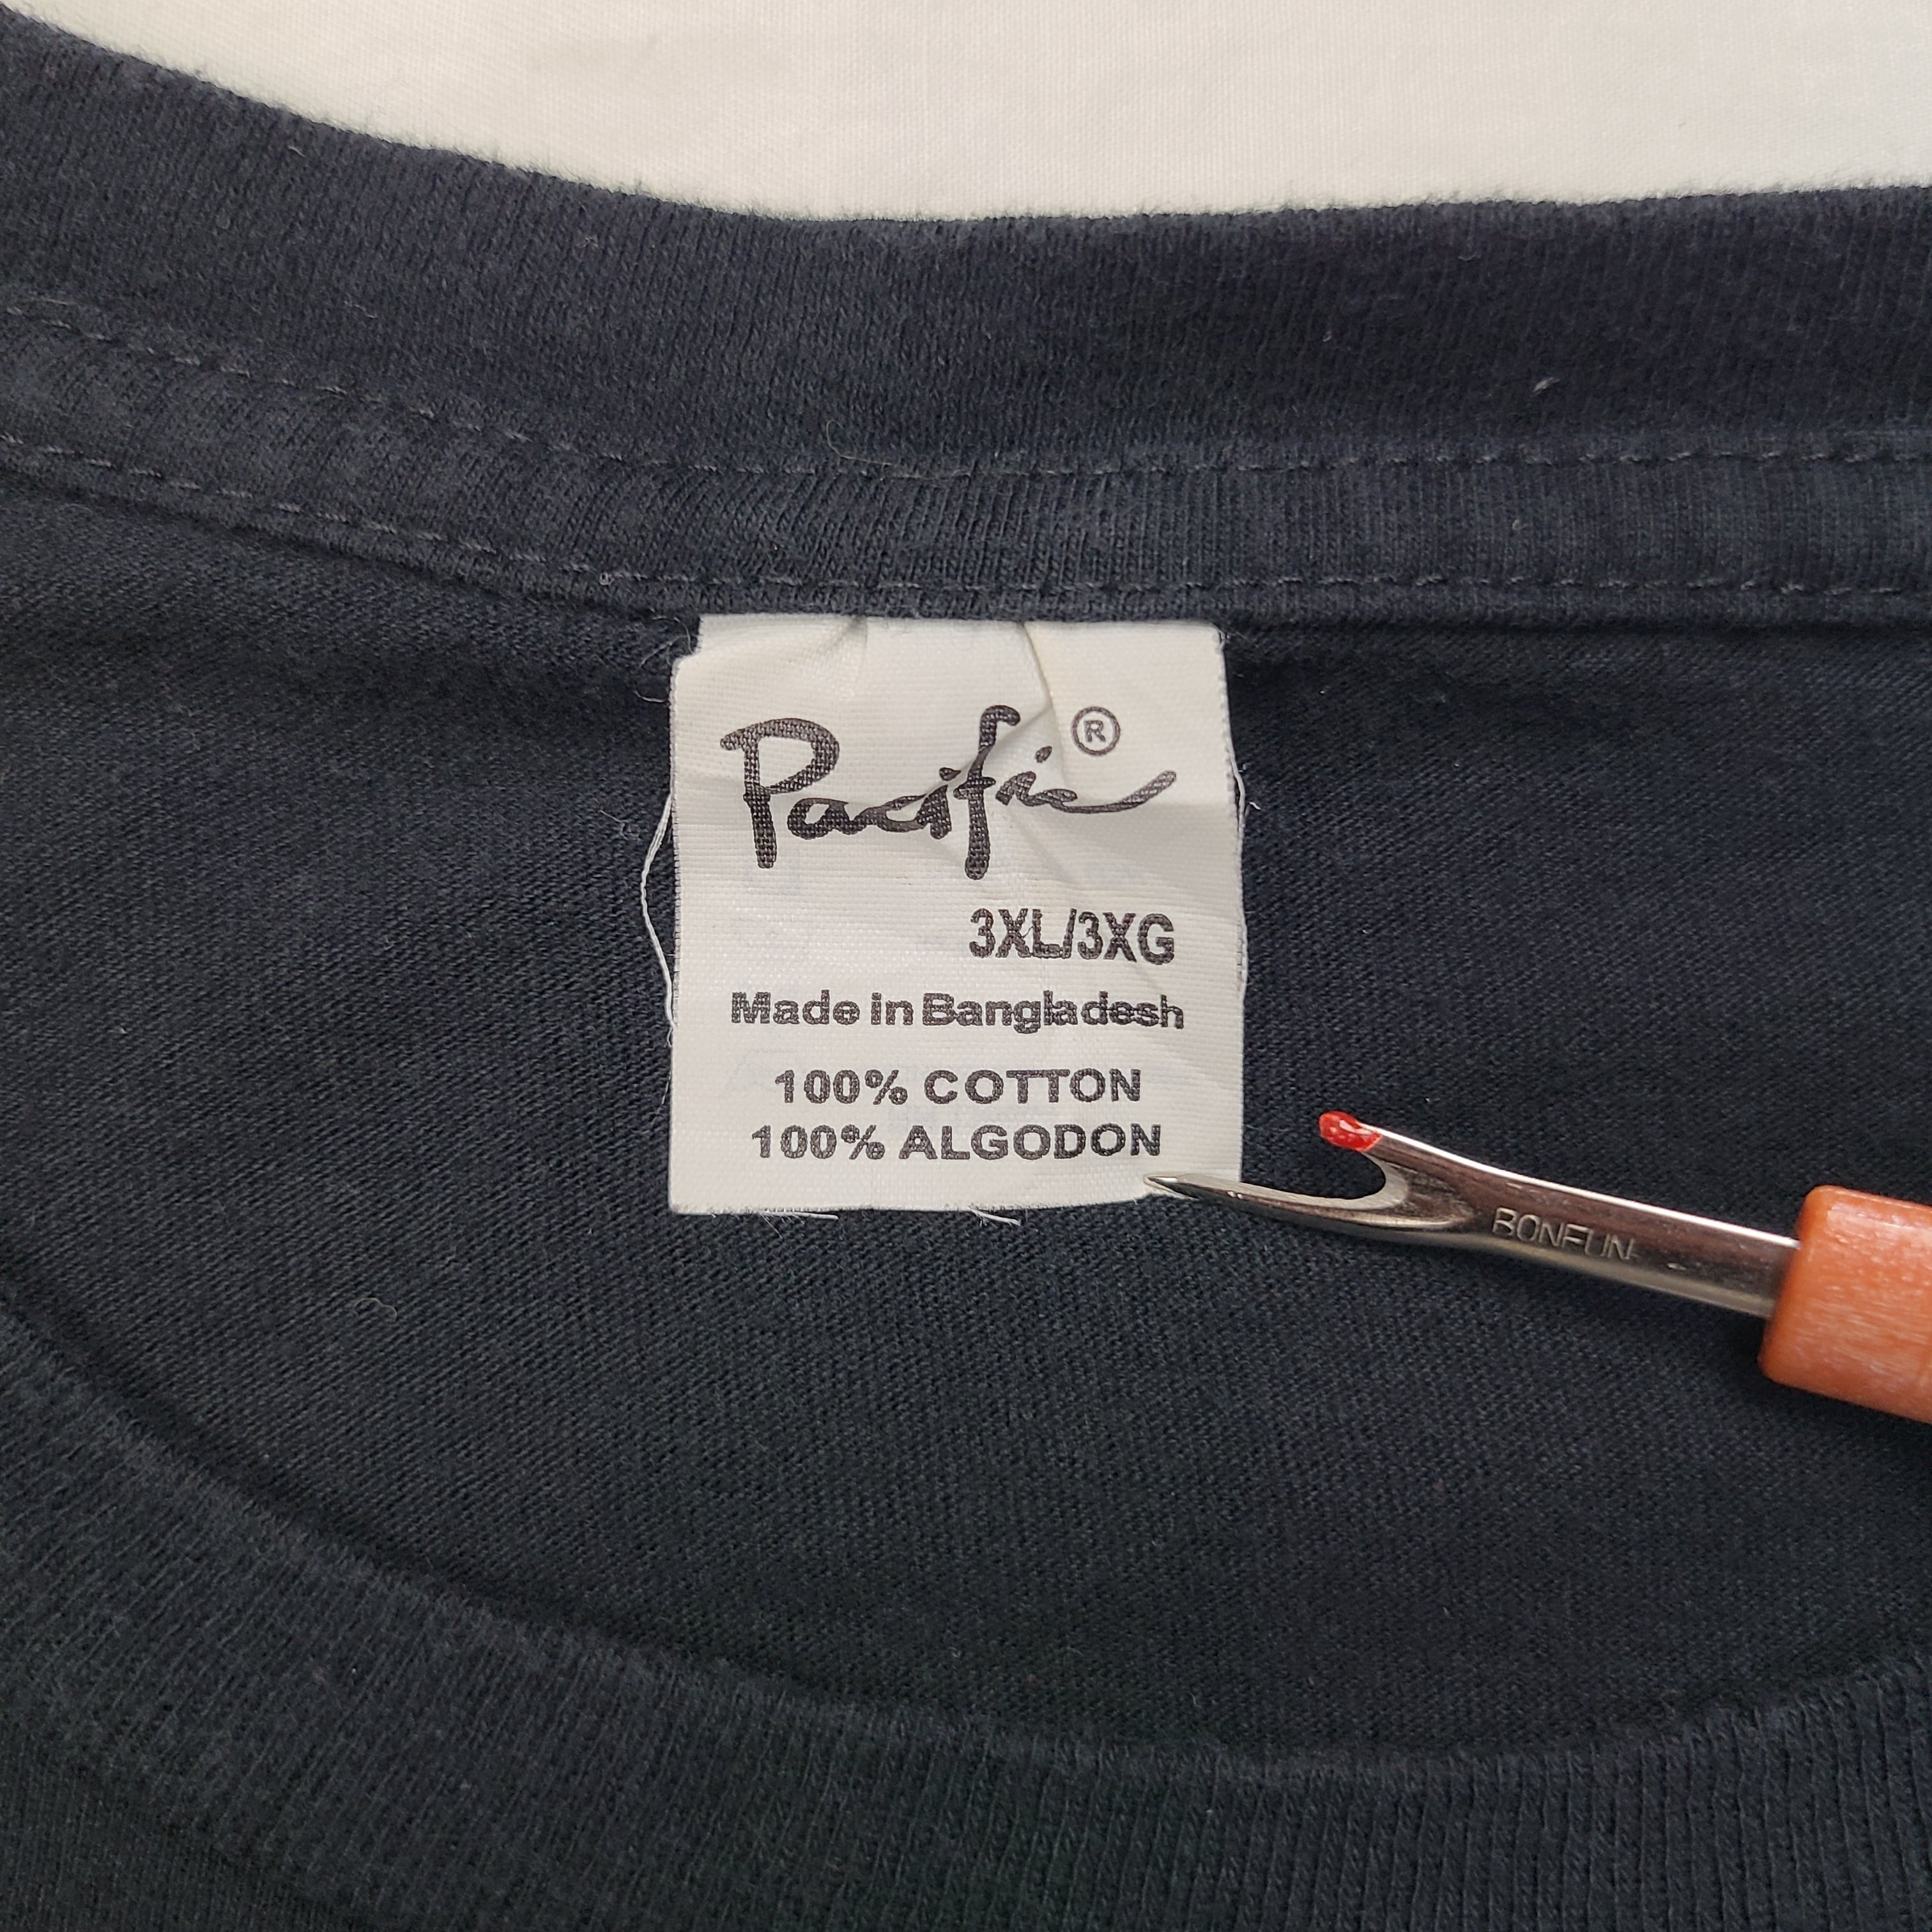 Pacific ®
3XL/3XG
Made in Bangladesh
100% COTTON
100% ALGODON
BONFUN